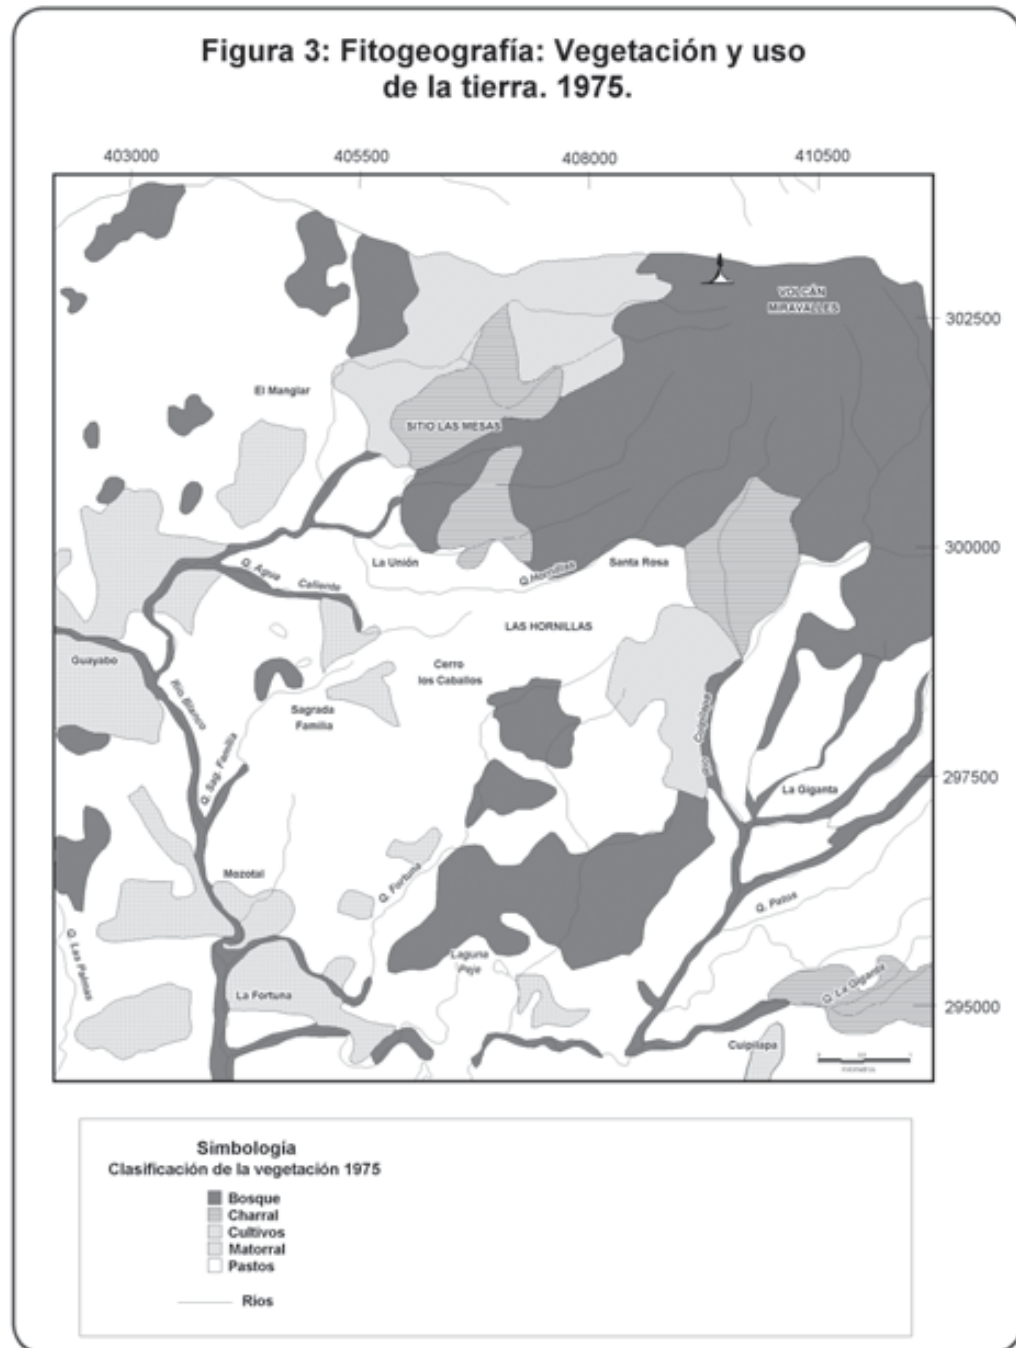 Figura 3: Fitogeografía: Vegetación y uso
de la tierra. 1975.
403000
405500
408000
410500
VOLCÁN
MIRAVALLES
302500
El Manglar
SITIO LAS MESAS
300000
La Unión
Q. Hornillas
Santa Rosa
Q. Agua Caliente
LAS HORNILLAS
Guayabo
Cerro
los Caballos
Río Blanco
Sagrada
Familia
Q. Sag. Familia
Cuipilapa
297500
La Giganta
Mozotal
Q. Fortuna
Q. Palos
Q. Las Palmas
Laguna
Peje
La Fortuna
Q. La Giganta
295000
Cuipilapa
Simbología
Clasificación de la vegetación 1975
Bosque
Charral
Cultivos
Matorral
Pastos
Ríos